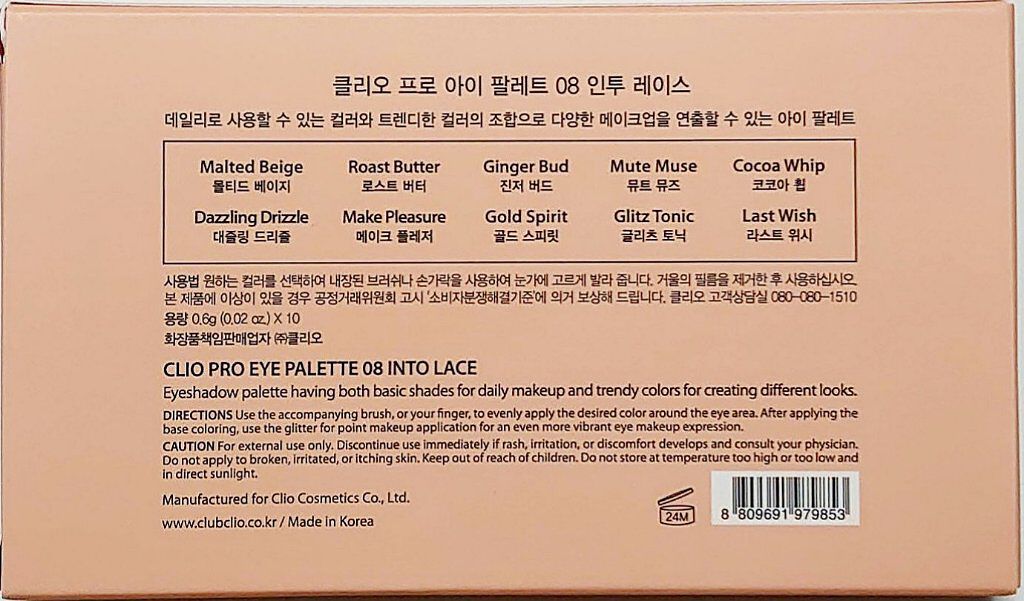 클리오 프로 아이 팔레트 08 인투 레이스
데일리로 사용할 수 있는 컬러와 트렌디한 컬러의 조합으로 다양한 메이크업을 연출할 수 있는 아이 팔레트
Malted Beige Roast Butter Ginger Bud Mute Muse Cocoa Whip
몰티드 베이지 로스트 버터 진저 버드 뮤트 뮤즈 코코아 휩
Dazzling Drizzle Make Pleasure Gold Spirit Glitz Tonic Last Wish
대즐링 드리즐 메이크 플레저 골드 스피릿 글리츠 토닉 라스트 위시
사용법 원하는 컬러를 선택하여 내장된 브러쉬나 손가락을 사용하여 눈가에 고르게 발라 줍니다. 거울의 필름을 제거한 후 사용하십시오.
본 제품에 이상이 있을 경우 공정거래위원회 고시 '소비자분쟁해결기준'에 의거 보상해 드립니다. 클리오 고객상담실 080-080-1510
용량 0.6g (0.02 oz.) X 10
화장품책임판매업자 ㈜클리오
CLIO PRO EYE PALETTE 08 INTO LACE
Eyeshadow palette having both basic shades for daily makeup and trendy colors for creating different looks.
DIRECTIONS Use the accompanying brush, or your finger, to evenly apply the desired color around the eye area. After applying the
base coloring, use the glitter for point makeup application for an even more vibrant eye makeup expression.
CAUTION For external use only. Discontinue use immediately if rash, irritation, or discomfort develops and consult your physician.
Do not apply to broken, irritated, or itching skin. Keep out of reach of children. Do not store at temperature too high or too low and
in direct sunlight.
Manufactured for Clio Cosmetics Co., Ltd.
www.clubclio.co.kr / Made in Korea
24M
8 809691 979853